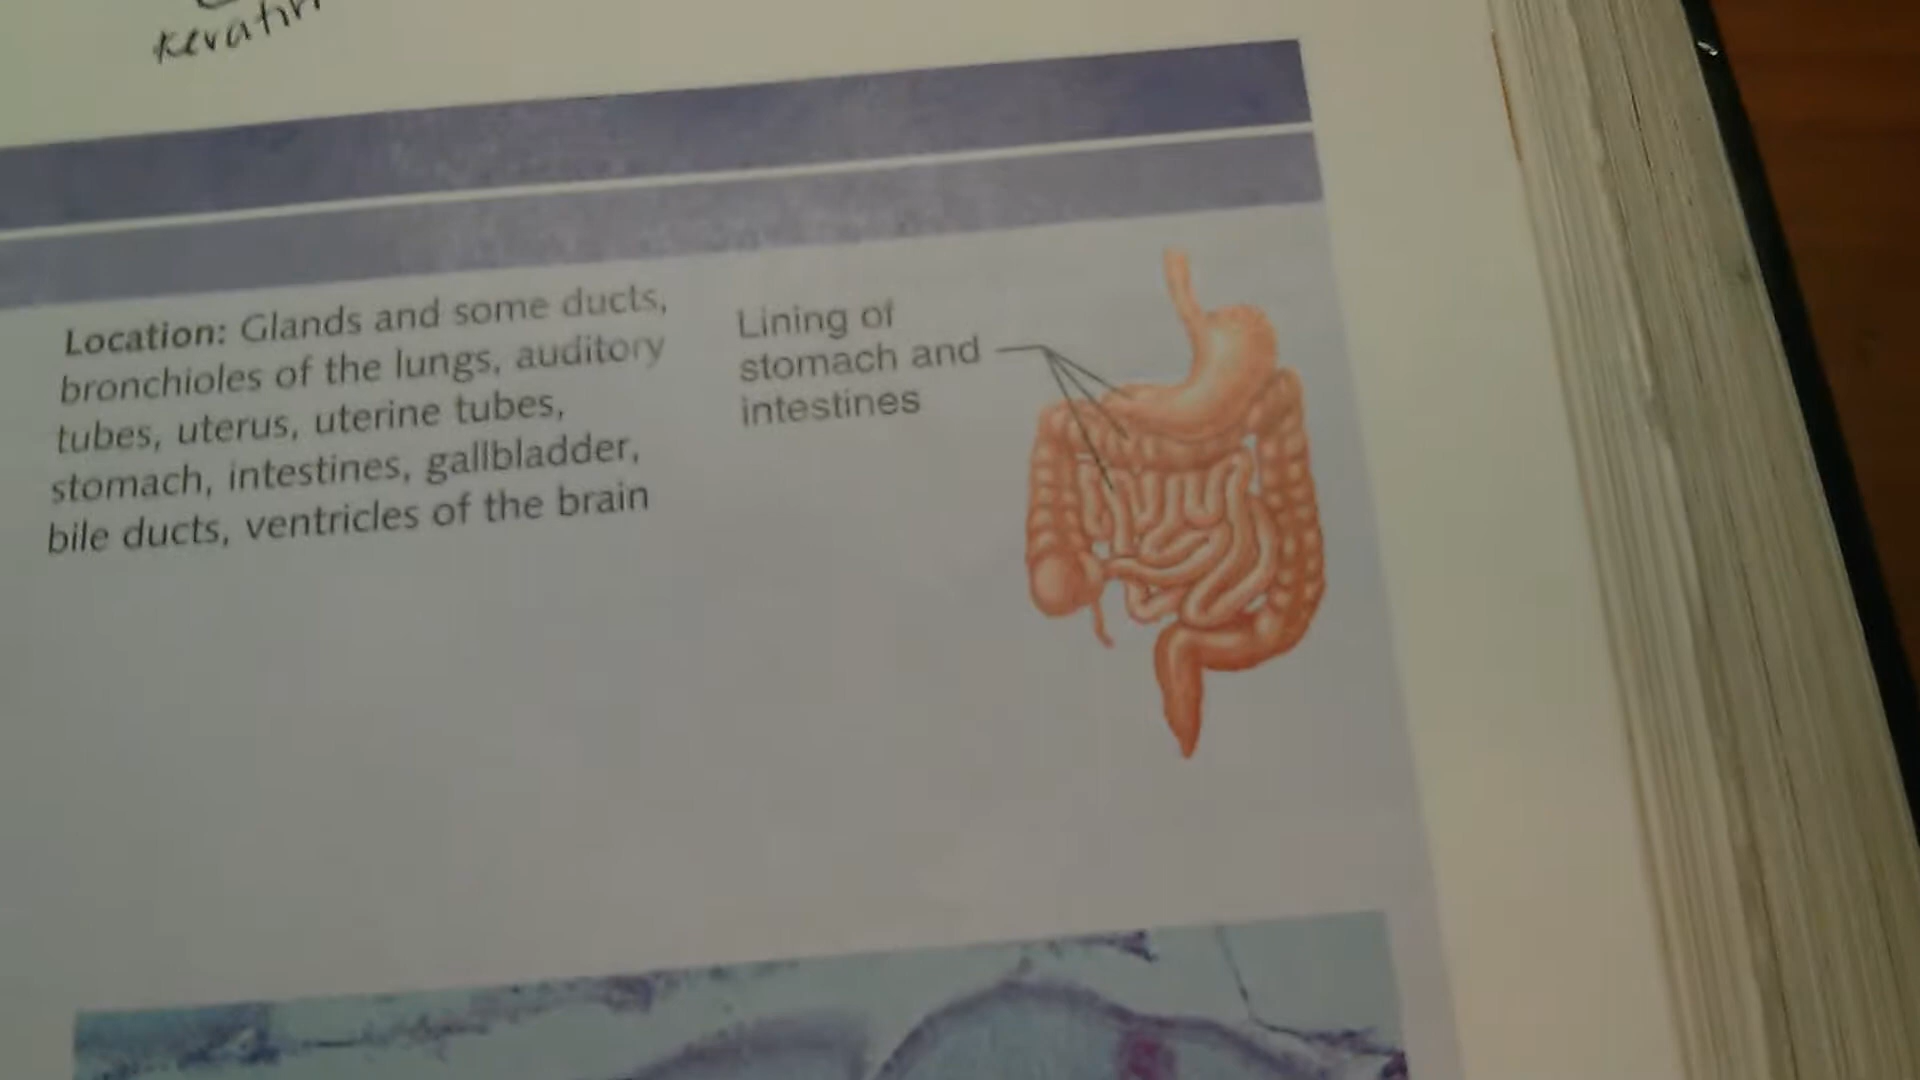 keratin
Location: Glands and some ducts,
bronchioles of the lungs, auditory
tubes, uterus, uterine tubes,
stomach, intestines, gallbladder,
bile ducts, ventricles of the brain
Lining of
stomach and
intestines